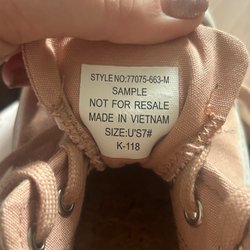 STYLE NO:77075-663-M
SAMPLE
NOT FOR RESALE
MADE IN VIETNAM
SIZE:U'S7#
K-118